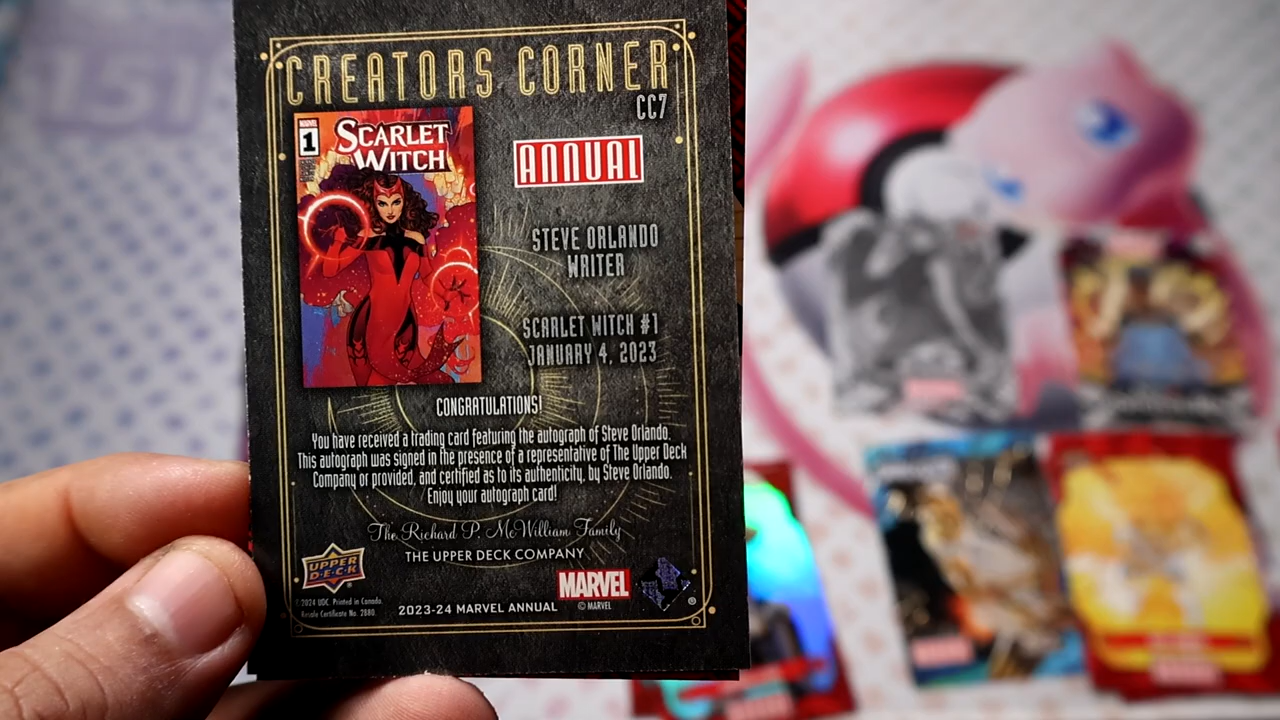 CREATORS CORNER
CC7
MARVEL
1
SCARLET
WITCH
ANNUAL
STEVE ORLANDO
WRITER
SCARLET WITCH #1
JANUARY 4, 2023
CONGRATULATIONS!
You have received a trading card featuring the autograph of Steve Orlando.
This autograph was signed in the presence of a representative of The Upper Deck
Company or provided, and certified as to its authenticity, by Steve Orlando.
Enjoy your autograph card!
The Richard P. McWilliam Family
THE UPPER DECK COMPANY
UPPER
D·E·C·K
MARVEL
© MARVEL
© 2024 UDC. Printed in Canada.
Resale Certificate No. 2880.
2023-24 MARVEL ANNUAL
®
151